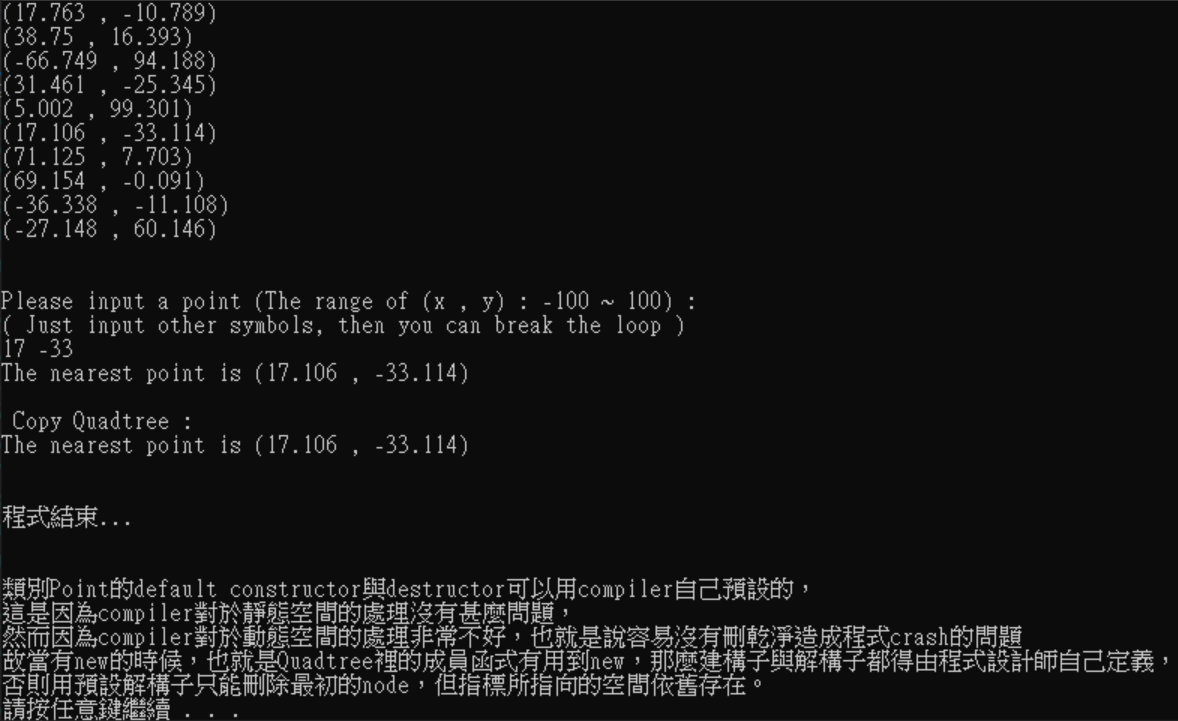 (17.763 , -10.789)
(38.75 , 16.393)
(-66.749 , 94.188)
(31.461 , -25.345)
(5.002 , 99.301)
(17.106 , -33.114)
(71.125 , 7.703)
(69.154 , -0.091)
(-36.338 , -11.108)
(-27.148 , 60.146)
Please input a point (The range of (x , y) : -100 ~ 100) :
( Just input other symbols, then you can break the loop )
17 -33
The nearest point is (17.106 , -33.114)
Copy Quadtree :
The nearest point is (17.106 , -33.114)
程式結束...
類別Point的default constructor與destructor可以用compiler自己預設的，
這是因為compiler對於靜態空間的處理沒有甚麼問題，
然而因為compiler對於動態空間的處理非常不好，也就是說容易沒有刪乾淨造成程式crash的問題
故當有new的時候，也就是Quadtree裡的成員函式有用到new，那麼建構子與解構子都得由程式設計師自己定義，
否則用預設解構子只能刪除最初的node，但指標所指向的空間依舊存在。
請按任意鍵繼續 . . .